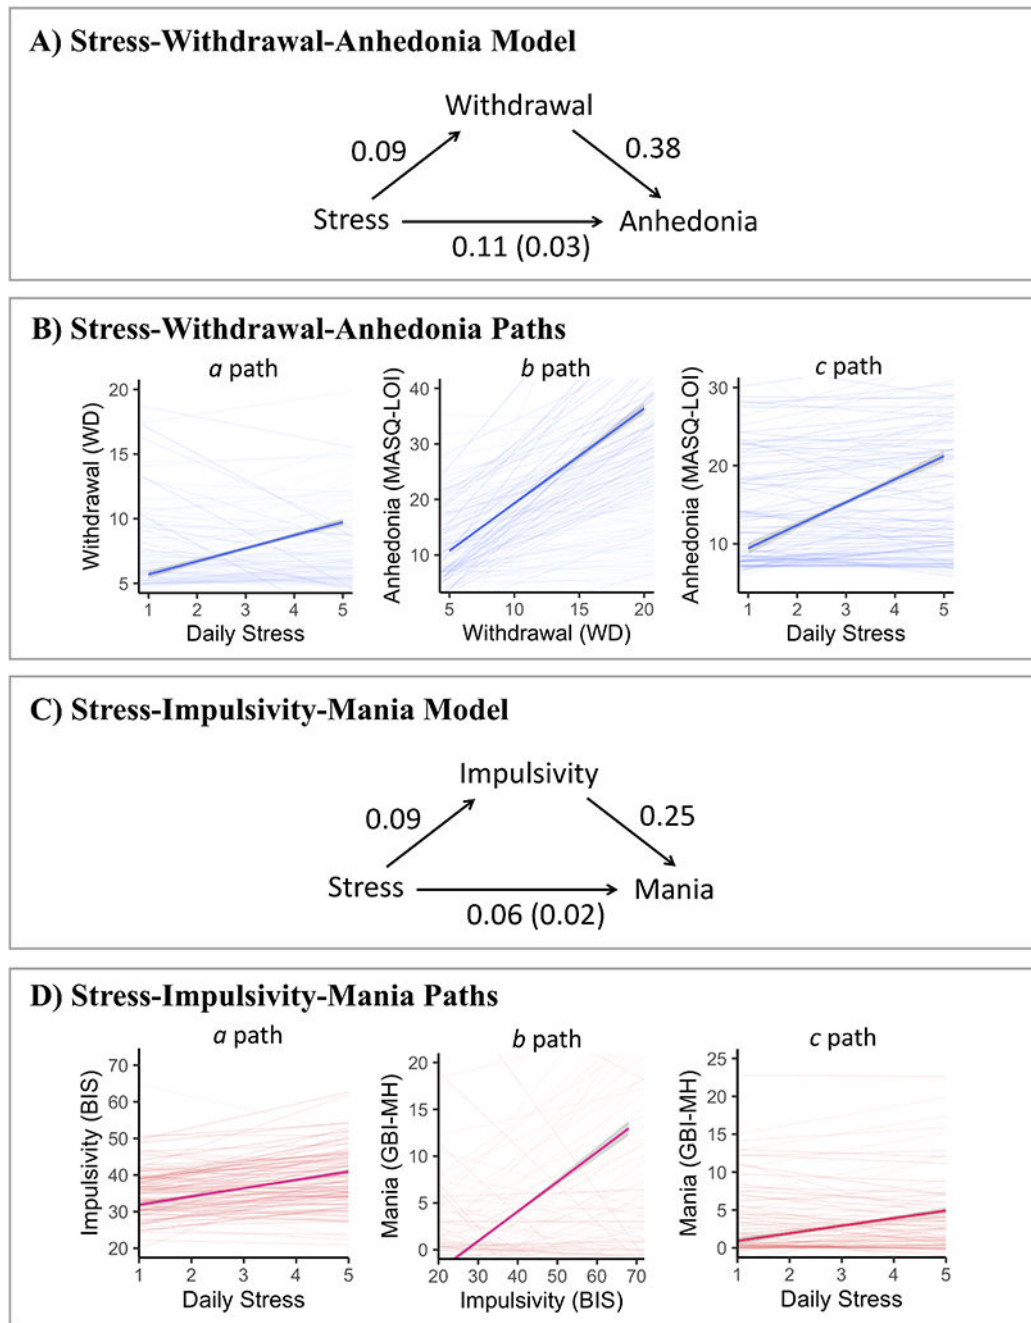 A) Stress-Withdrawal-Anhedonia Model
Withdrawal
0.09
0.38
Stress
Anhedonia
0.11 (0.03)
B) Stress-Withdrawal-Anhedonia Paths
a path
Withdrawal (WD)
20
15
10
5
1 2 3 4 5
Daily Stress
b path
Anhedonia (MASQ-LOI)
40
30
20
10
5 10 15 20
Withdrawal (WD)
c path
Anhedonia (MASQ-LOI)
30
20
10
1 2 3 4 5
Daily Stress
C) Stress-Impulsivity-Mania Model
Impulsivity
0.09
0.25
Stress
Mania
0.06 (0.02)
D) Stress-Impulsivity-Mania Paths
a path
Impulsivity (BIS)
70
60
50
40
30
20
1 2 3 4 5
Daily Stress
b path
Mania (GBI-MH)
20
15
10
5
0
20 30 40 50 60 70
Impulsivity (BIS)
c path
Mania (GBI-MH)
25
20
15
10
5
0
1 2 3 4 5
Daily Stress